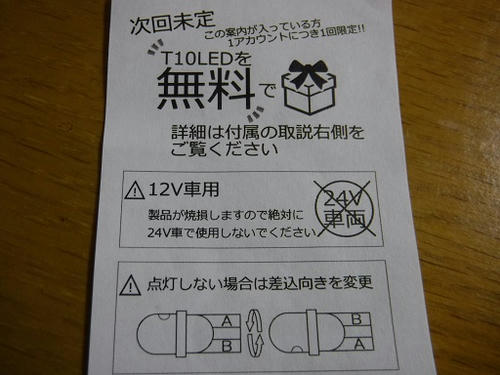 次回未定
この案内が入っている方
1アカウントにつき1回限定!!
T10LEDを
無料で
詳細は付属の取説右側を
ご覧ください
12V車用
製品が焼損しますので絶対に
24V車で使用しないでください
24V
車両
点灯しない場合は差込向きを変更
A
B
B
A